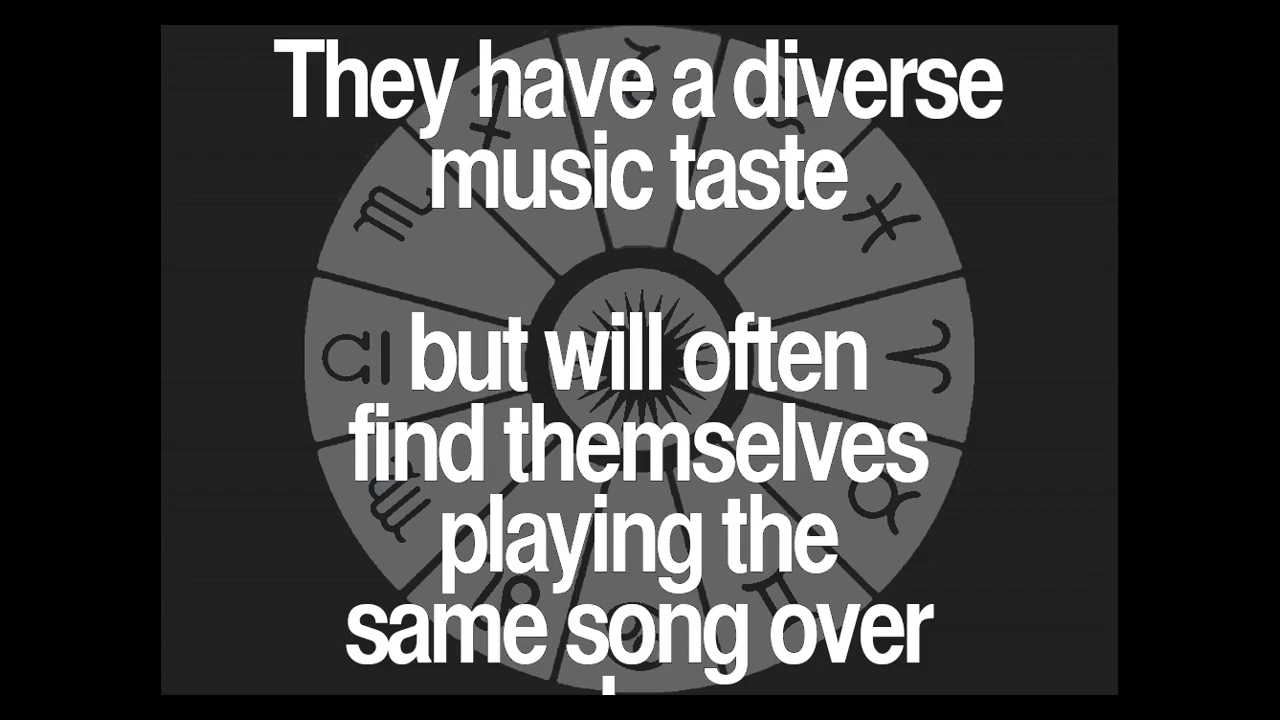 They have a diverse
music taste
but will often
find themselves
playing the
same song over